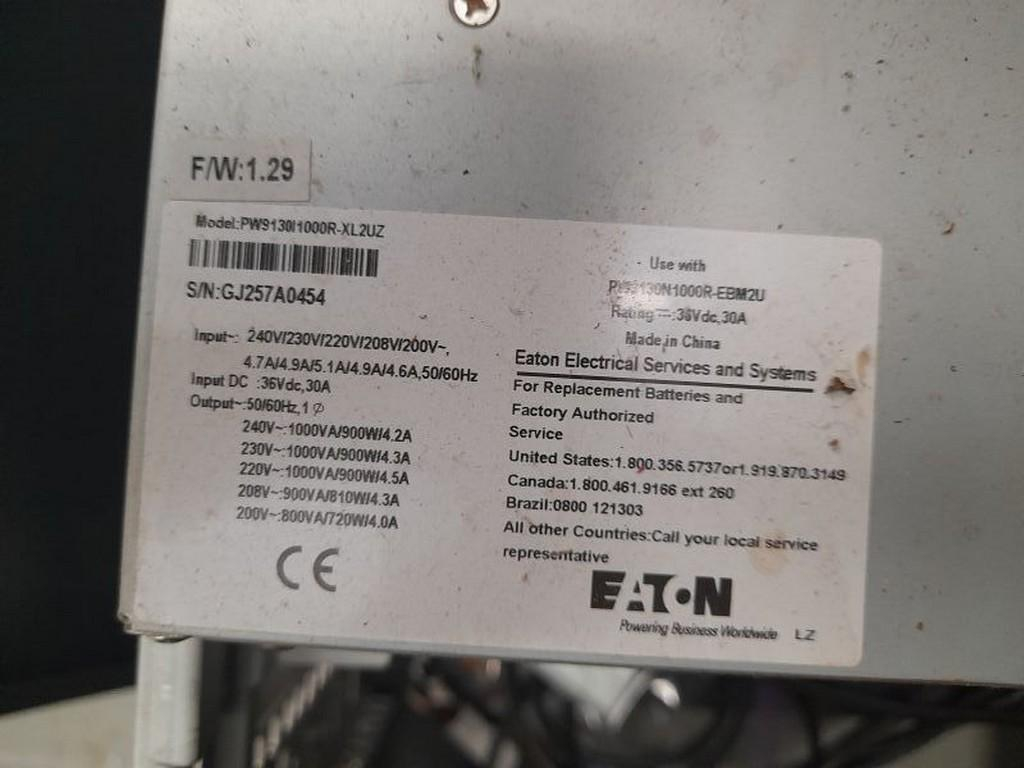 F/W:1.29
Model:PW9130I1000R-XL2UZ
S/N:GJ257A0454
Input~: 240V/230V/220V/208V/200V~,
4.7A/4.9A/5.1A/4.9A/4.6A,50/60Hz
Input DC :36Vdc,30A
Output~:50/60Hz,1 ⌀
240V~:1000VA/900W/4.2A
230V~:1000VA/900W/4.3A
220V~:1000VA/900W/4.5A
208V~:900VA/810W/4.3A
200V~:800VA/720W/4.0A
CE
Use with
PW9130N1000R-EBM2U
Rating ⎓:36Vdc,30A
Made in China
Eaton Electrical Services and Systems
For Replacement Batteries and
Factory Authorized
Service
United States:1.800.356.5737or1.919.870.3149
Canada:1.800.461.9166 ext 260
Brazil:0800 121303
All other Countries:Call your local service
representative
EATON
Powering Business Worldwide LZ